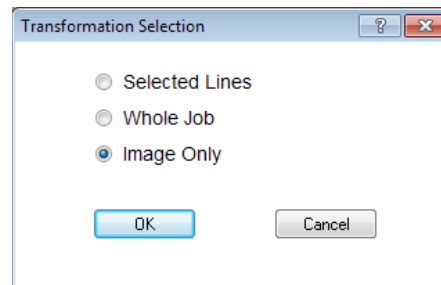 Transformation Selection
Selected Lines
Whole Job
Image Only
OK Cancel